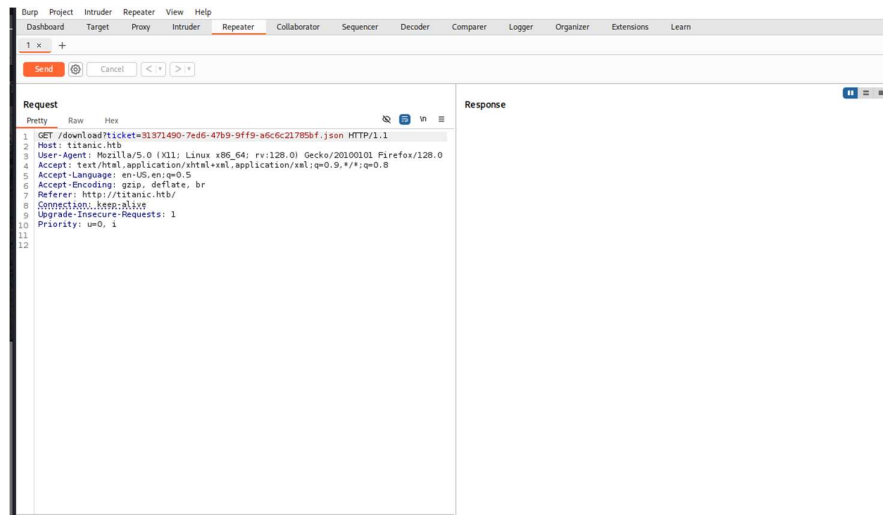 Burp Project Intruder Repeater View Help
Dashboard Target Proxy Intruder Repeater Collaborator Sequencer Decoder Comparer Logger Organizer Extensions Learn
1 × +
Send Cancel < >
Request
Pretty Raw Hex \n
1 GET /download?ticket=31371490-7ed6-47b9-9ff9-a6c6c21785bf.json HTTP/1.1
2 Host: titanic.htb
3 User-Agent: Mozilla/5.0 (X11; Linux x86_64; rv:128.0) Gecko/20100101 Firefox/128.0
4 Accept: text/html,application/xhtml+xml,application/xml;q=0.9,*/*;q=0.8
5 Accept-Language: en-US,en;q=0.5
6 Accept-Encoding: gzip, deflate, br
7 Referer: http://titanic.htb/
8 Connection: keep-alive
9 Upgrade-Insecure-Requests: 1
10 Priority: u=0, i
11
12
Response